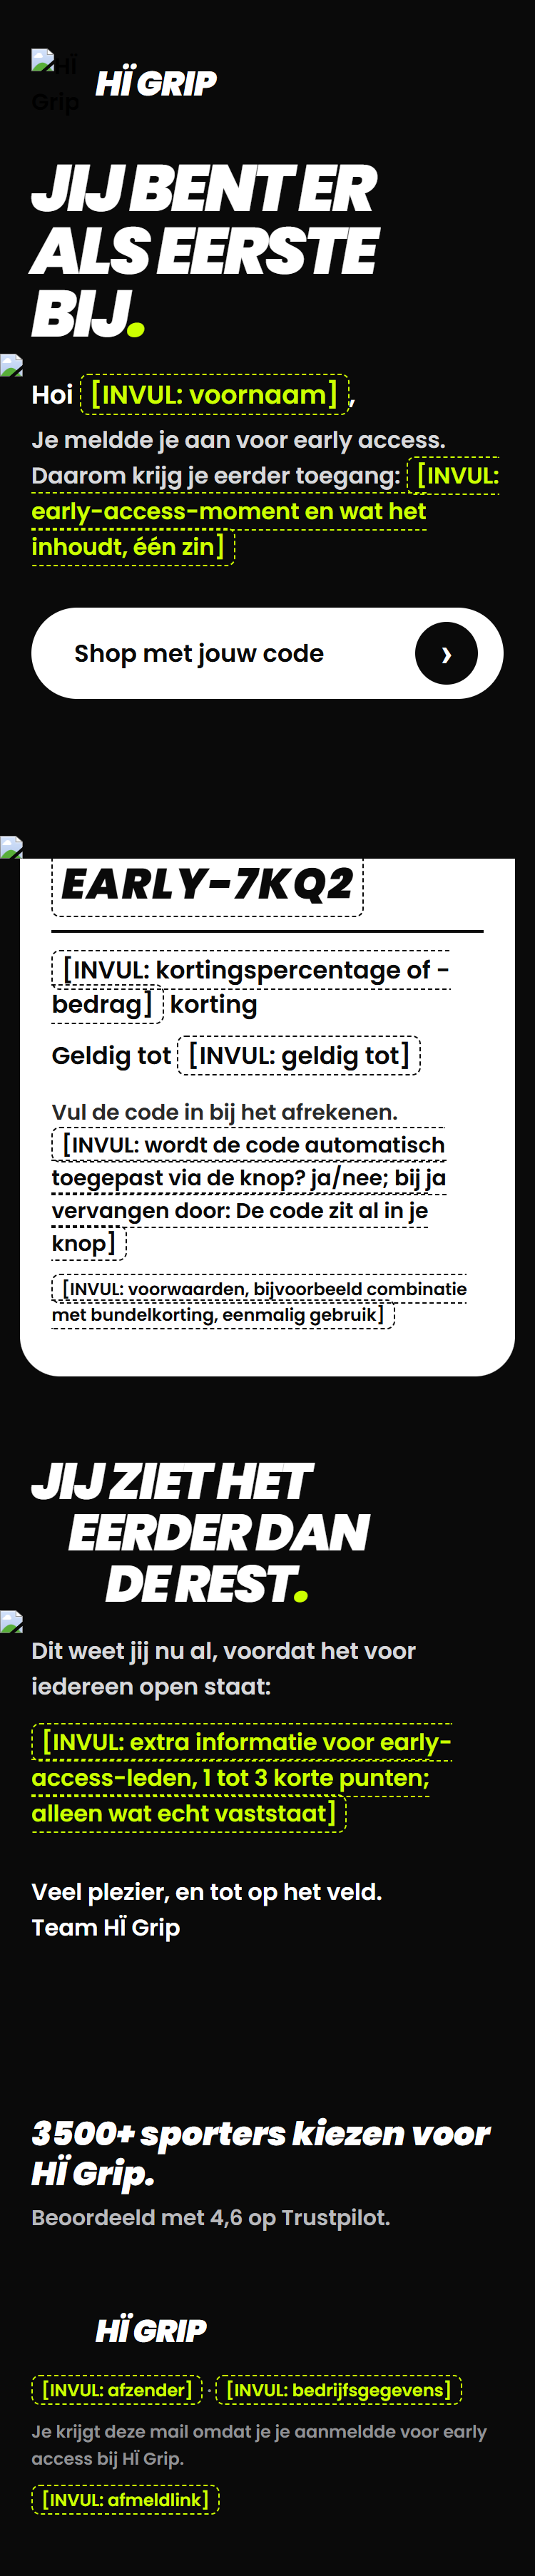 HÏ
Grip
HÏ GRIP
JIJ BENT ER
ALS EERSTE
BIJ.
Hoi [INVUL: voornaam],
Je meldde je aan voor early access.
Daarom krijg je eerder toegang: [INVUL:
early-access-moment en wat het
inhoudt, één zin]
Shop met jouw code ›
EARLY-7KQ2
[INVUL: kortingspercentage of -
bedrag] korting
Geldig tot [INVUL: geldig tot]
Vul de code in bij het afrekenen.
[INVUL: wordt de code automatisch
toegepast via de knop? ja/nee; bij ja
vervangen door: De code zit al in je
knop]
[INVUL: voorwaarden, bijvoorbeeld combinatie
met bundelkorting, eenmalig gebruik]
JIJ ZIET HET
EERDER DAN
DE REST.
Dit weet jij nu al, voordat het voor
iedereen open staat:
[INVUL: extra informatie voor early-
access-leden, 1 tot 3 korte punten;
alleen wat echt vaststaat]
Veel plezier, en tot op het veld.
Team HÏ Grip
3500+ sporters kiezen voor
HÏ Grip.
Beoordeeld met 4,6 op Trustpilot.
HÏ GRIP
[INVUL: afzender] · [INVUL: bedrijfsgegevens]
Je krijgt deze mail omdat je je aanmeldde voor early
access bij HÏ Grip.
[INVUL: afmeldlink]